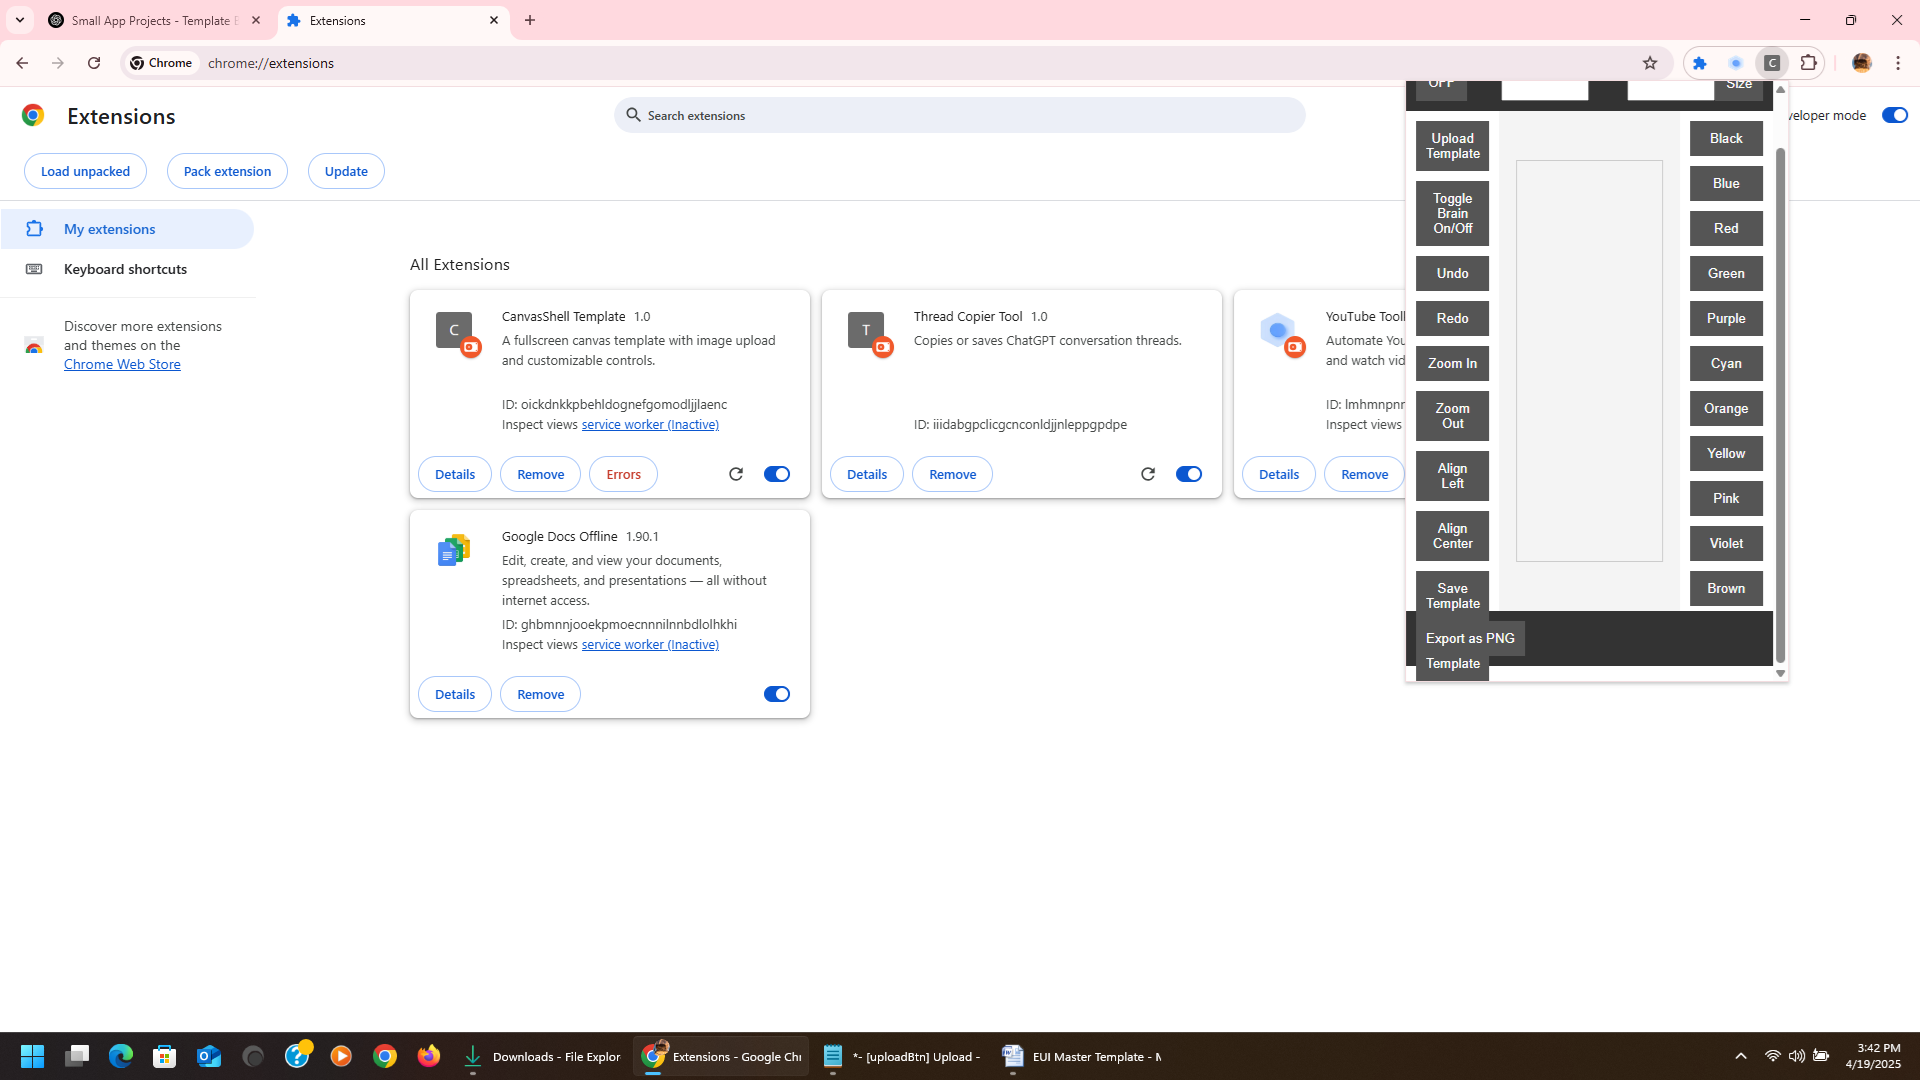 Small App Projects - Template E
Extensions
Chrome
chrome://extensions
C
Extensions
Search extensions
veloper mode
Load unpacked
Pack extension
Update
My extensions
Keyboard shortcuts
Discover more extensions
and themes on the
Chrome Web Store
All Extensions
C
CanvasShell Template 1.0
A fullscreen canvas template with image upload
and customizable controls.
ID: oickdnkkpbehldognefgomodljjlaenc
Inspect views service worker (Inactive)
Details
Remove
Errors
T
Thread Copier Tool 1.0
Copies or saves ChatGPT conversation threads.
ID: iiidabgpclicgcnconldjjnleppgpdpe
Details
Remove
YouTube Tooll
Automate You
and watch vid
ID: lmhmnpnr
Inspect views
Details
Remove
Google Docs Offline 1.90.1
Edit, create, and view your documents,
spreadsheets, and presentations — all without
internet access.
ID: ghbmnnjooekpmoecnnnilnnbdlolhkhi
Inspect views service worker (Inactive)
Details
Remove
OFF
Size
Upload
Template
Toggle
Brain
On/Off
Undo
Redo
Zoom In
Zoom
Out
Align
Left
Align
Center
Save
Template
Export as PNG
Template
Black
Blue
Red
Green
Purple
Cyan
Orange
Yellow
Pink
Violet
Brown
Downloads - File Explor
Extensions - Google Chr
*- [uploadBtn] Upload -
EUI Master Template - M
3:42 PM
4/19/2025